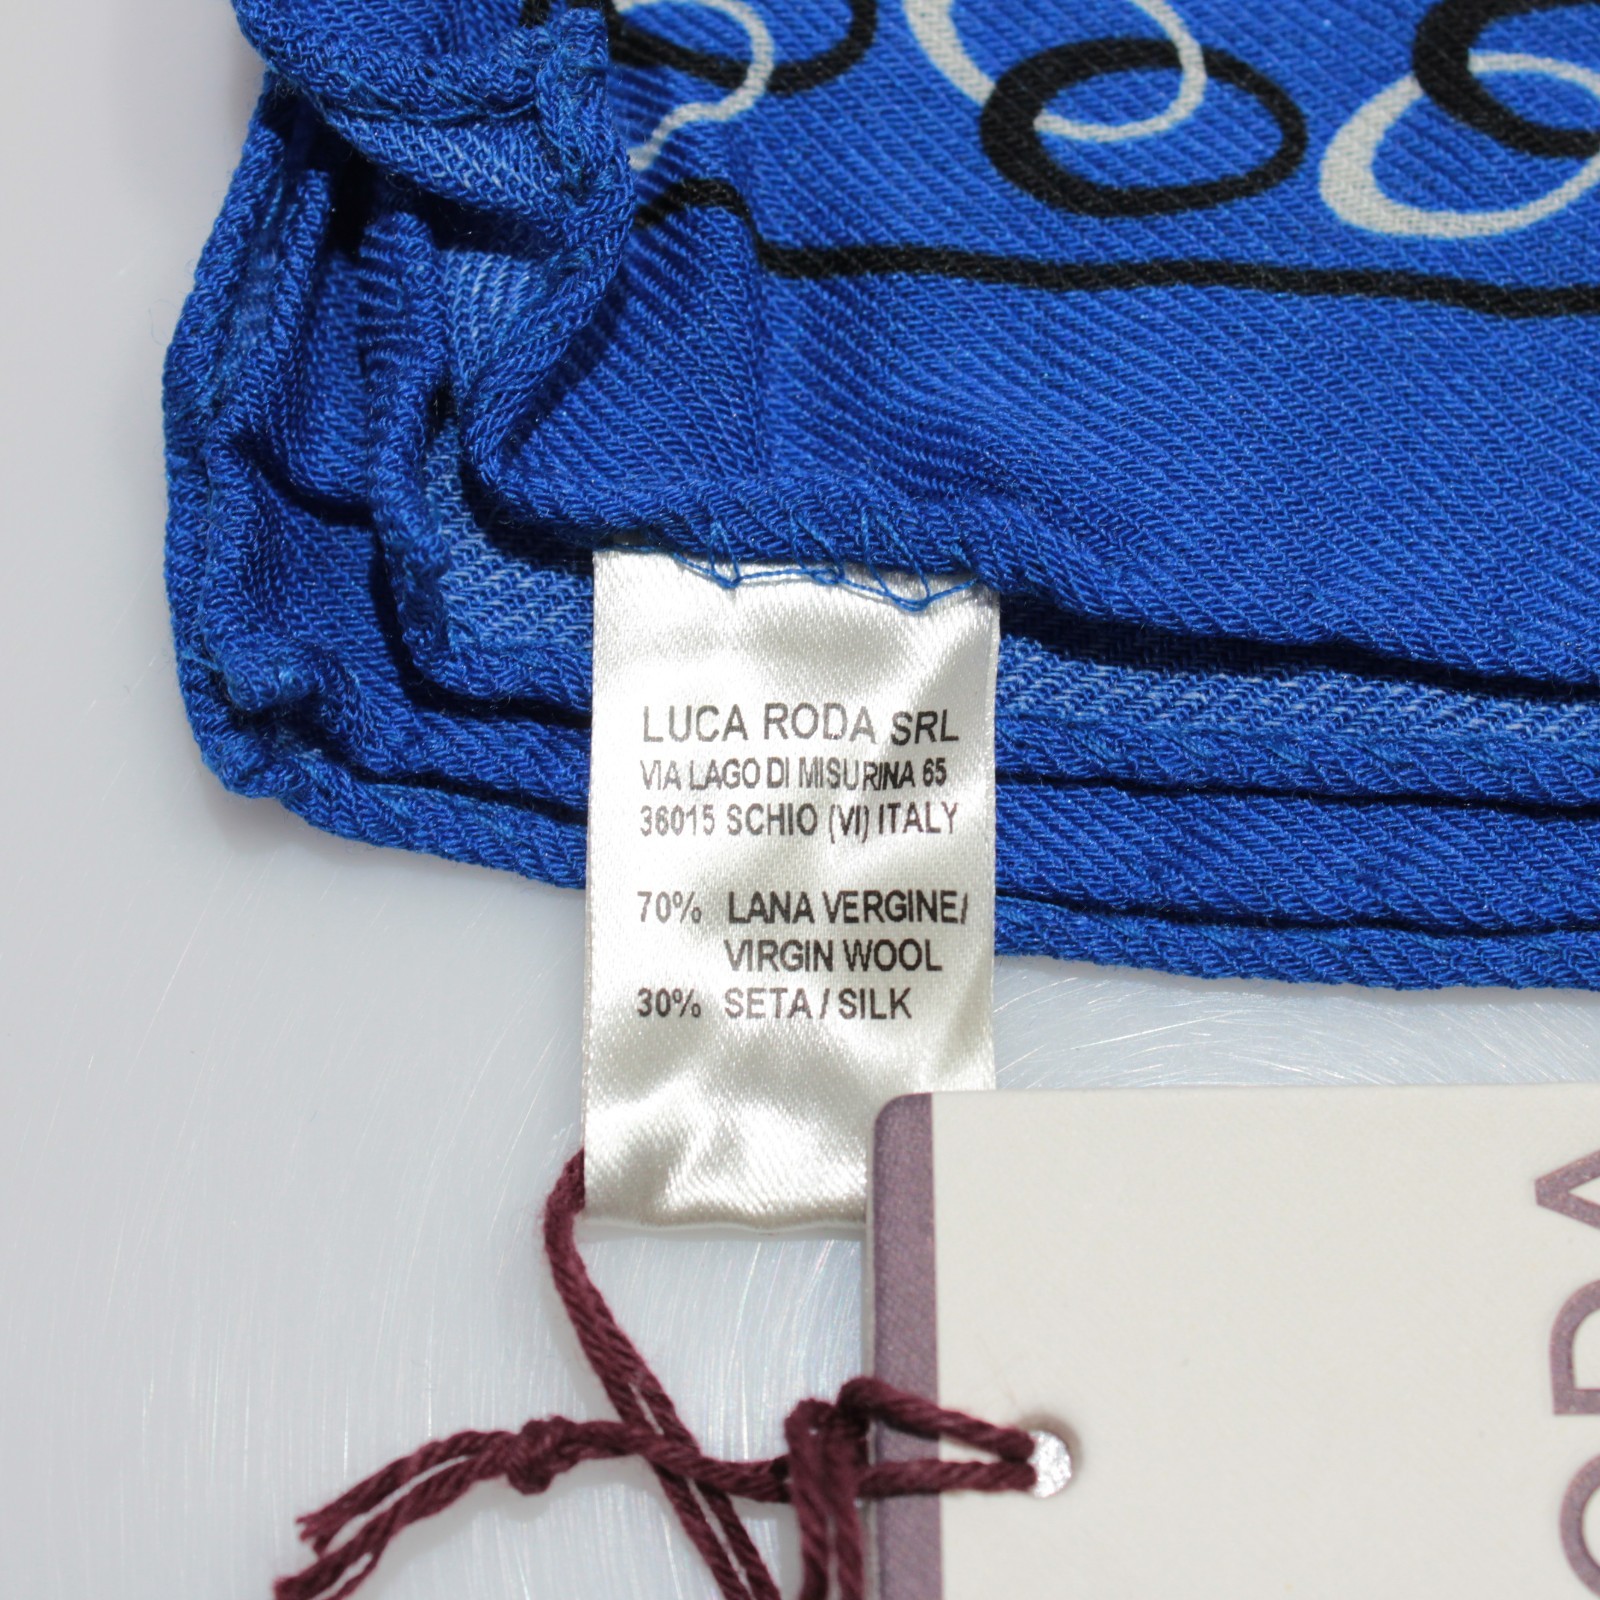 LUCA RODA SRL
VIA LAGO DI MISURINA 65
36015 SCHIO (VI) ITALY
70% LANA VERGINE/
VIRGIN WOOL
30% SETA / SILK
ODA